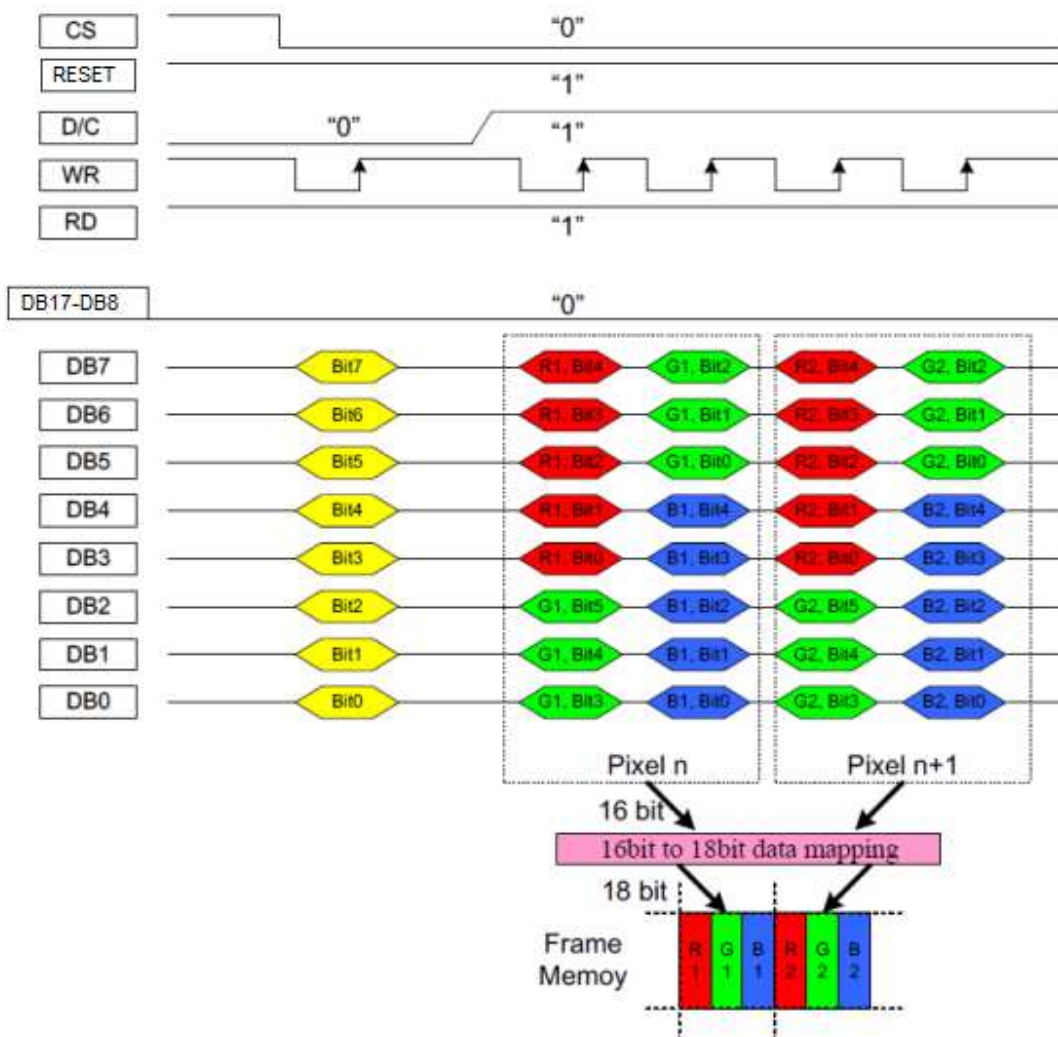 CS “0”
RESET “1”
D/C “0” “1”
WR
RD “1”
DB17-DB8 “0”
DB7 Bit7 R1, Bit4 G1, Bit2 R2, Bit4 G2, Bit2
DB6 Bit6 R1, Bit3 G1, Bit1 R2, Bit3 G2, Bit1
DB5 Bit5 R1, Bit2 G1, Bit0 R2, Bit2 G2, Bit0
DB4 Bit4 R1, Bit1 B1, Bit4 R2, Bit1 B2, Bit4
DB3 Bit3 R1, Bit0 B1, Bit3 R2, Bit0 B2, Bit3
DB2 Bit2 G1, Bit5 B1, Bit2 G2, Bit5 B2, Bit2
DB1 Bit1 G1, Bit4 B1, Bit1 G2, Bit4 B2, Bit1
DB0 Bit0 G1, Bit3 B1, Bit0 G2, Bit3 B2, Bit0
Pixel n Pixel n+1
16 bit
16bit to 18bit data mapping
18 bit
Frame
Memoy
R G B R G B
1 1 1 2 2 2